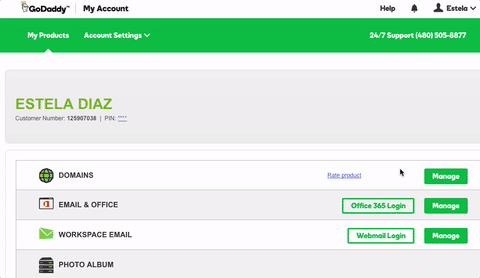 GoDaddy™ My Account Help Estela
My Products Account Settings 24/7 Support (480) 505-8877
ESTELA DIAZ
Customer Number: 125907038 | PIN: ****
DOMAINS Rate product Manage
EMAIL & OFFICE Office 365 Login Manage
WORKSPACE EMAIL Webmail Login Manage
PHOTO ALBUM